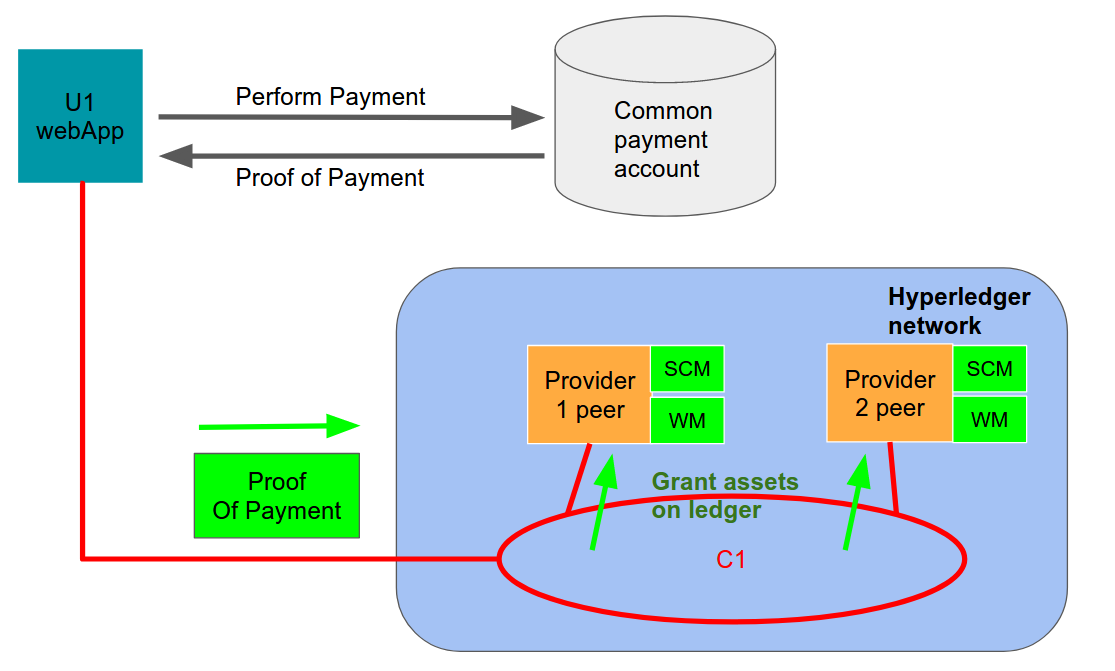 U1
webApp
Perform Payment
Proof of Payment
Common
payment
account
Hyperledger
network
Provider
1 peer
SCM
WM
Provider
2 peer
SCM
WM
Proof
Of Payment
Grant assets
on ledger
C1